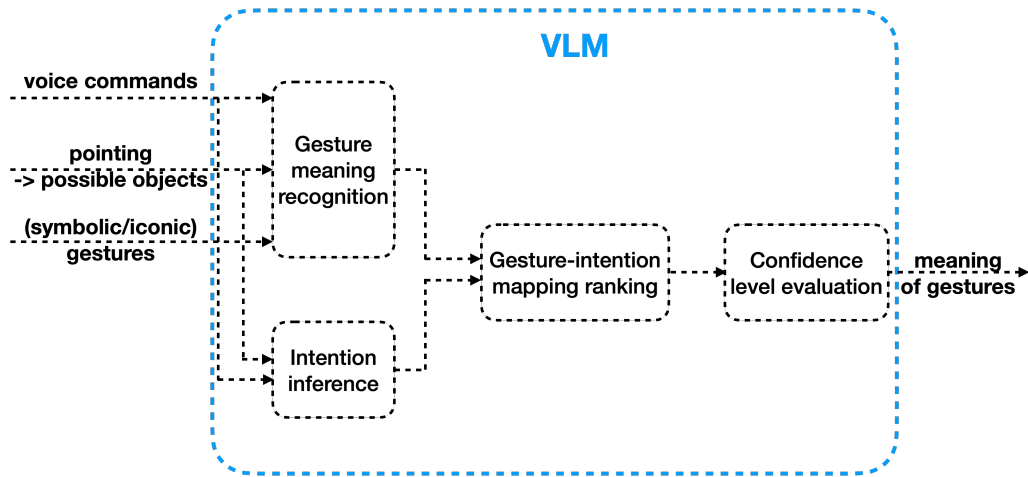 VLM
voice commands
pointing
-> possible objects
(symbolic/iconic)
gestures
Gesture
meaning
recognition
Intention
inference
Gesture-intention
mapping ranking
Confidence
level evaluation
meaning
of gestures